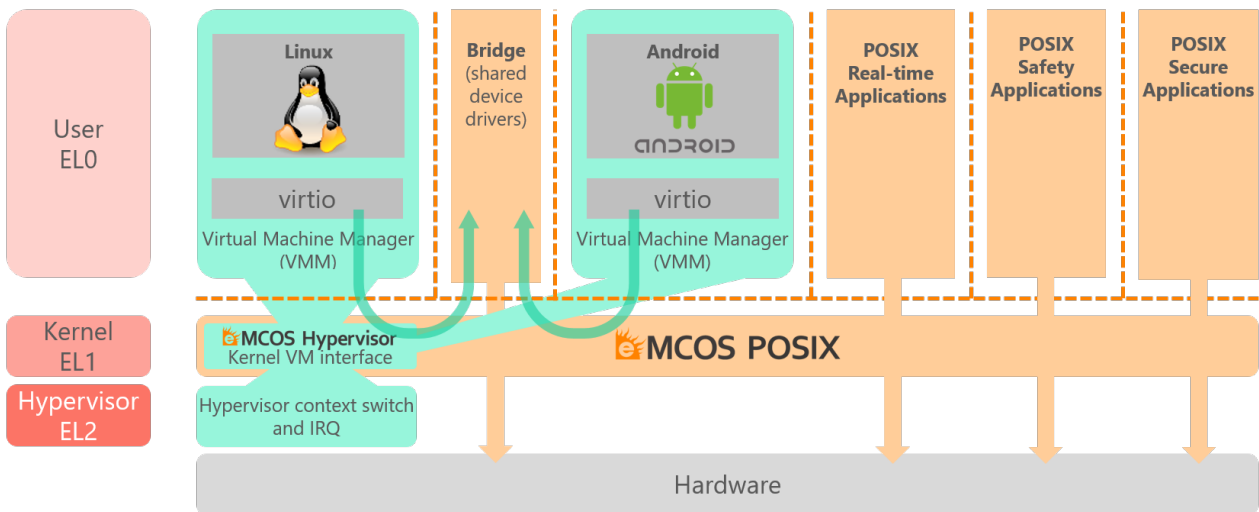 User
EL0
Linux
virtio
Virtual Machine Manager
(VMM)
Bridge
(shared
device
drivers)
Android
ANDROID
virtio
Virtual Machine Manager
(VMM)
POSIX
Real-time
Applications
POSIX
Safety
Applications
POSIX
Secure
Applications
Kernel
EL1
eMCOS Hypervisor
Kernel VM interface
eMCOS POSIX
Hypervisor
EL2
Hypervisor context switch
and IRQ
Hardware